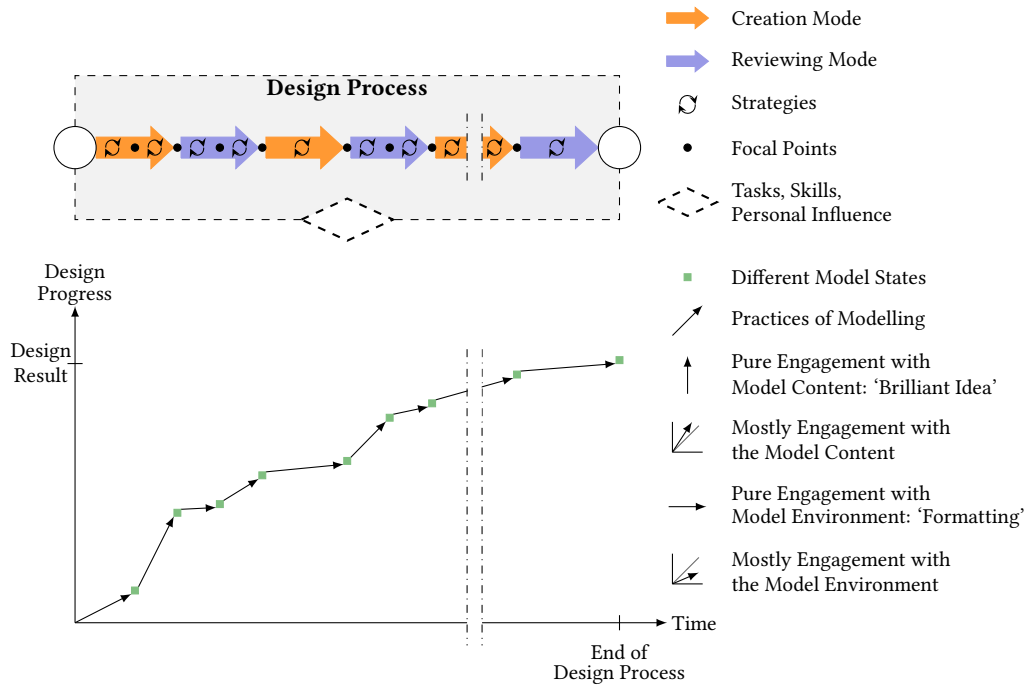 Design Process
Creation Mode
Reviewing Mode
Strategies
Focal Points
Tasks, Skills,
Personal Influence
Design
Progress
Design
Result
Time
End of
Design Process
Different Model States
Practices of Modelling
Pure Engagement with
Model Content: ‘Brilliant Idea’
Mostly Engagement with
the Model Content
Pure Engagement with
Model Environment: ‘Formatting’
Mostly Engagement with
the Model Environment